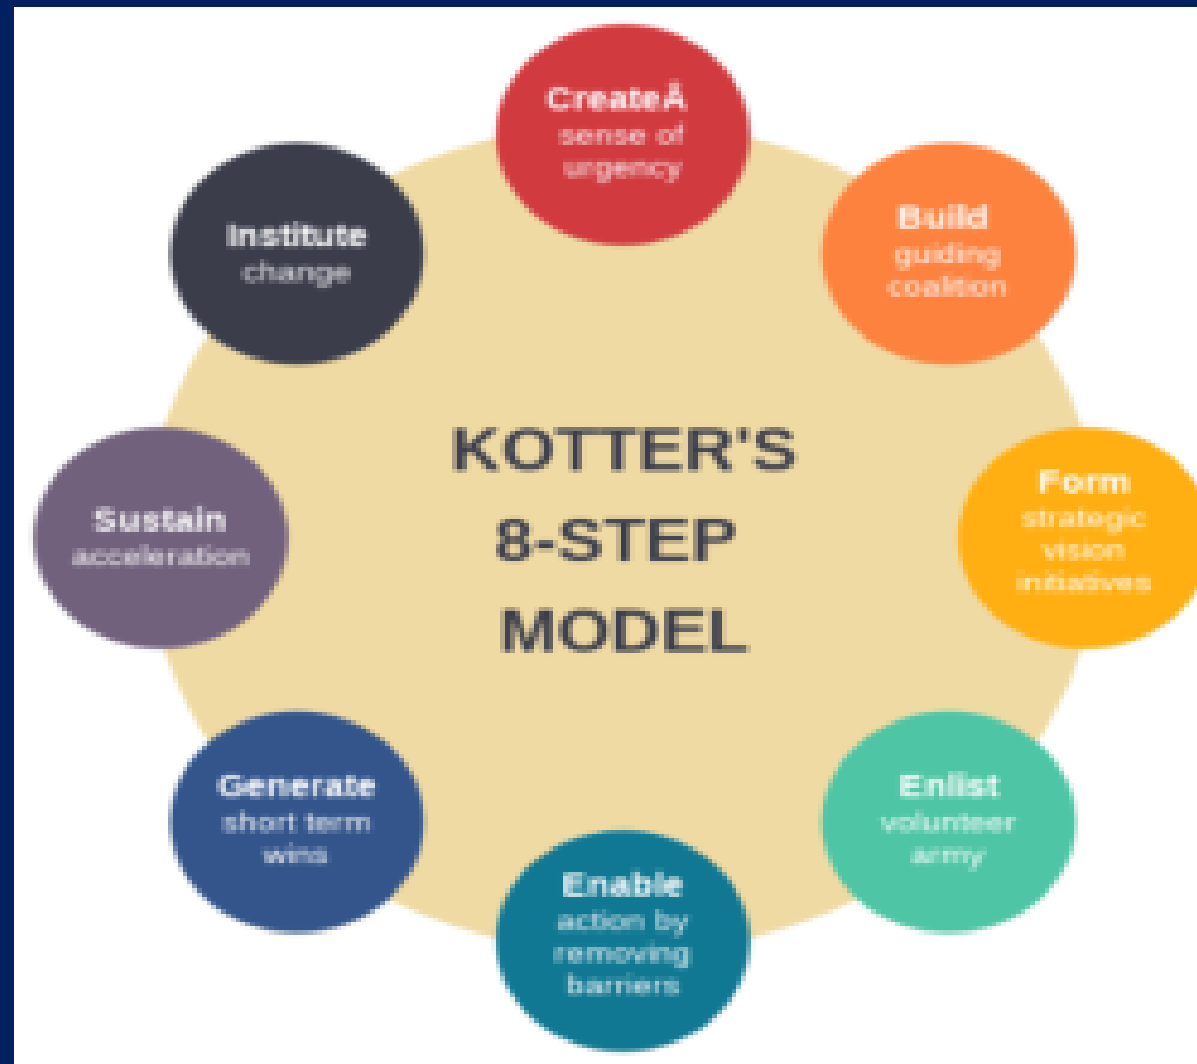 CreateÂ
sense of
urgency
Build
guiding
coalition
Form
strategic
vision
initiatives
Enlist
volunteer
army
Enable
action by
removing
barriers
Generate
short term
wins
Sustain
acceleration
Institute
change
KOTTER'S
8-STEP
MODEL